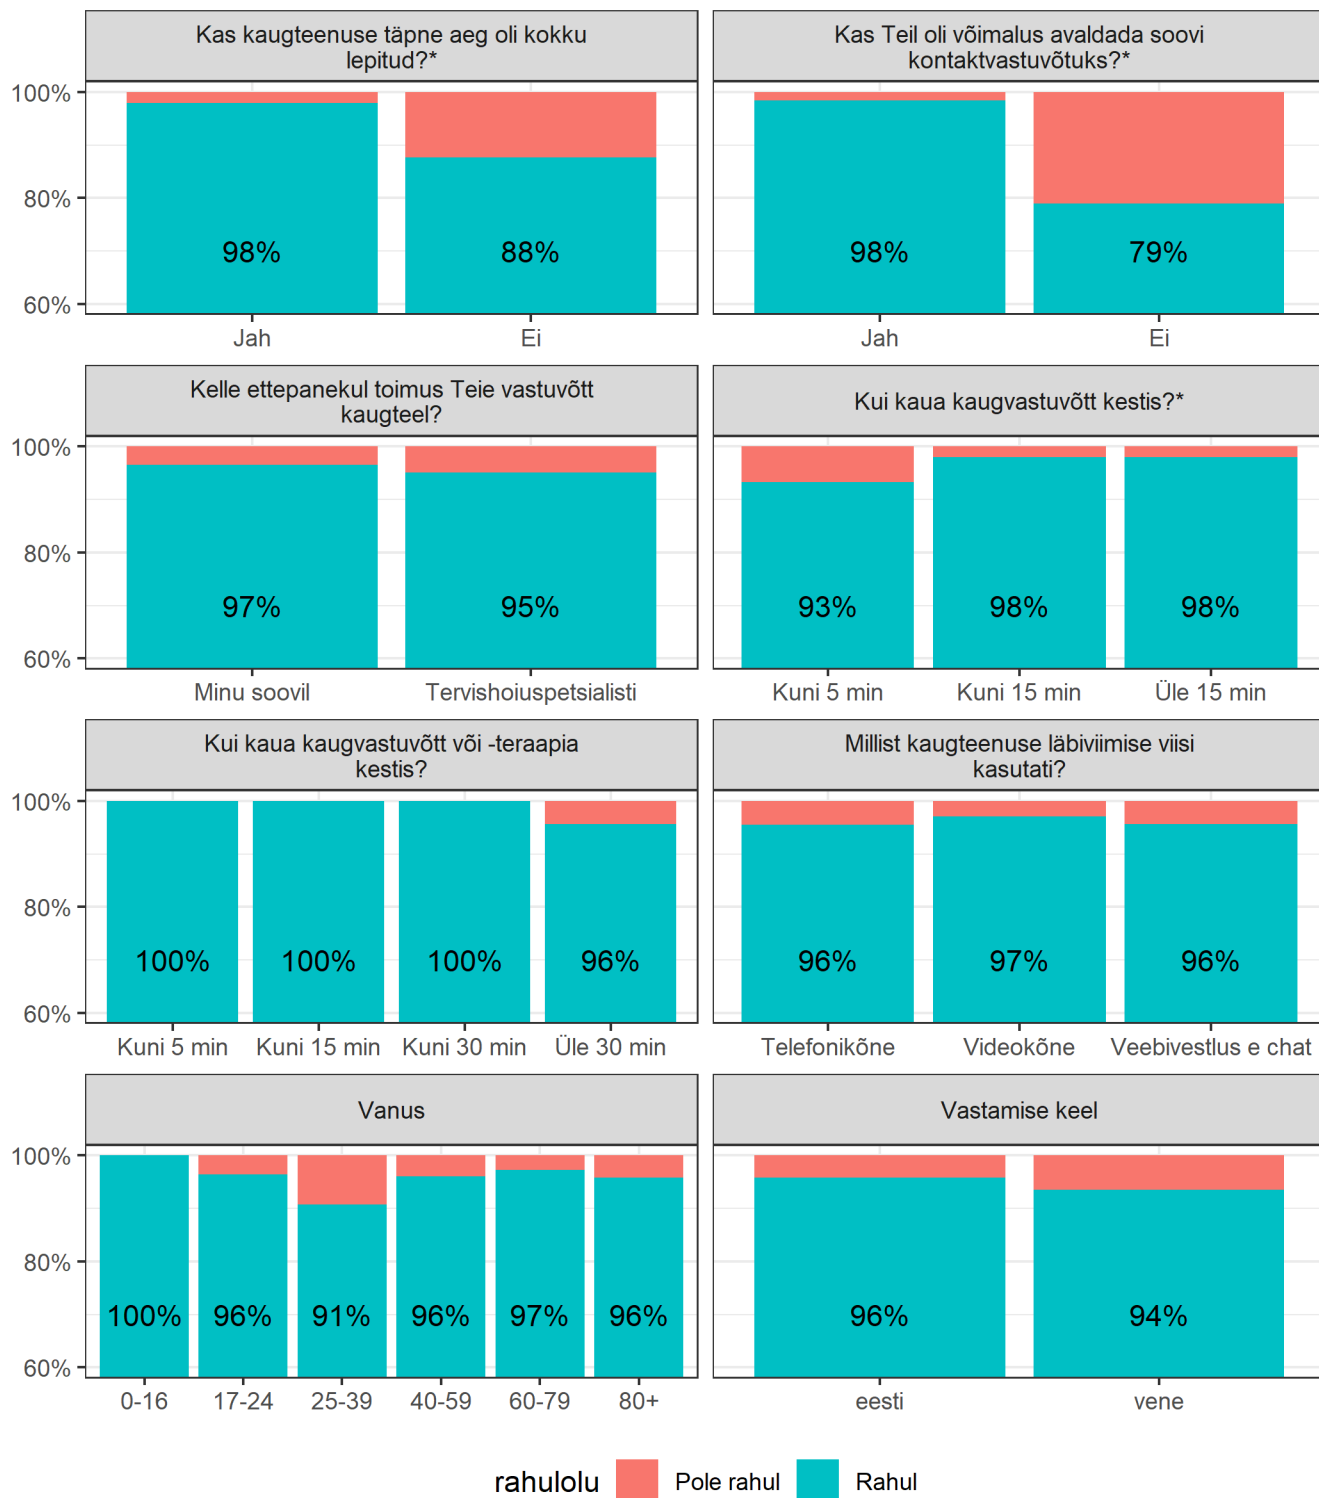 Kas kaugteenuse täpne aeg oli kokku
lepitud?*
Kas Teil oli võimalus avaldada soovi
kontaktvastuvõtuks?*
100%
80%
60%
98%
88%
98%
79%
Jah
Ei
Jah
Ei
Kelle ettepanekul toimus Teie vastuvõtt
kaugteel?
Kui kaua kaugvastuvõtt kestis?*
100%
80%
60%
97%
95%
93%
98%
98%
Minu soovil
Tervishoiuspetsialisti
Kuni 5 min
Kuni 15 min
Üle 15 min
Kui kaua kaugvastuvõtt või -teraapia
kestis?
Millist kaugteenuse läbiviimise viisi
kasutati?
100%
80%
60%
100%
100%
100%
96%
96%
97%
96%
Kuni 5 min
Kuni 15 min
Kuni 30 min
Üle 30 min
Telefonikõne
Videokõne
Veebivestlus e chat
Vanus
Vastamise keel
100%
80%
60%
100%
96%
91%
96%
97%
96%
96%
94%
0-16
17-24
25-39
40-59
60-79
80+
eesti
vene
rahulolu
Pole rahul
Rahul